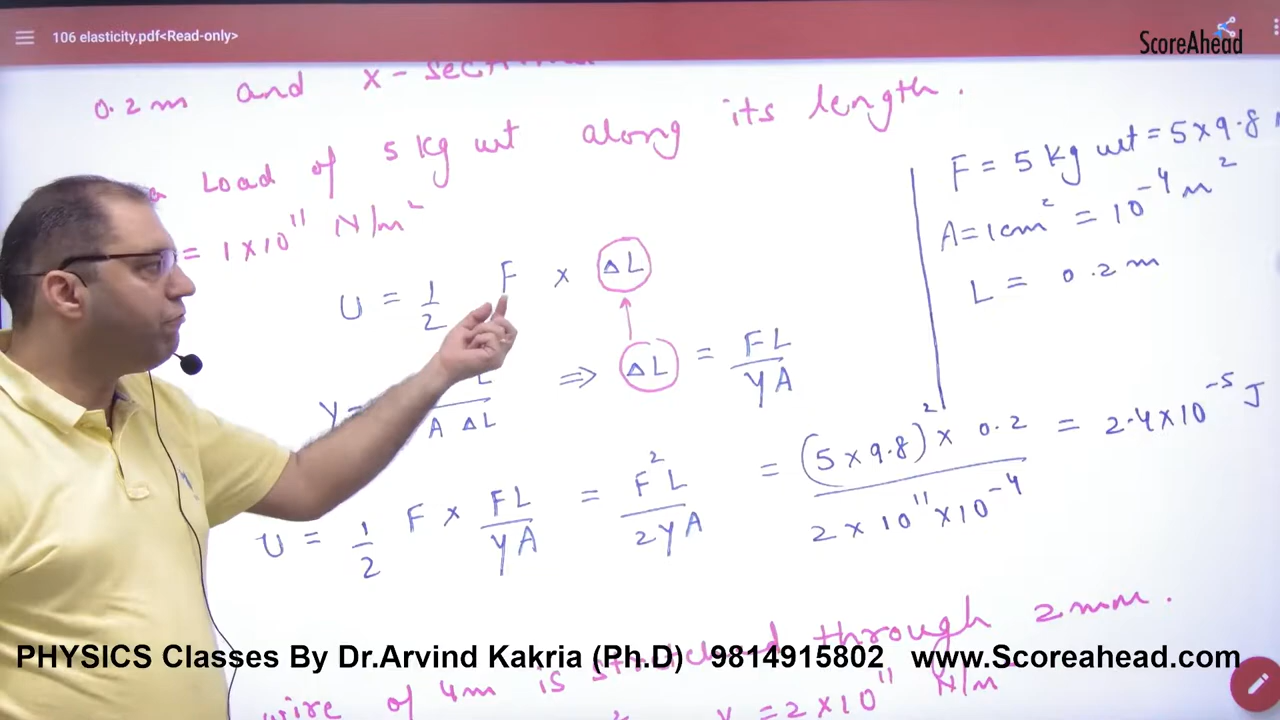 106 elasticity.pdf<Read-only>
ScoreAhead
0.2 m and x-sectional
a Load of 5 kg wt along its length.
= 1 × 10¹¹ N/m²
F = 5 kg wt = 5 × 9.8
A = 1 cm² = 10⁻⁴ m²
L = 0.2 m
U = 1/2 F × ΔL
Y = L / A ΔL ⇒ ΔL = FL / YA
U = 1/2 F × FL / YA = F²L / 2YA = (5 × 9.8)² × 0.2 / 2 × 10¹¹ × 10⁻⁴ = 2.4 × 10⁻⁵ J
wire of 4m is stretched through 2 mm.
Y = 2 × 10¹¹ N/m
PHYSICS Classes By Dr.Arvind Kakria (Ph.D) 9814915802 www.Scoreahead.com